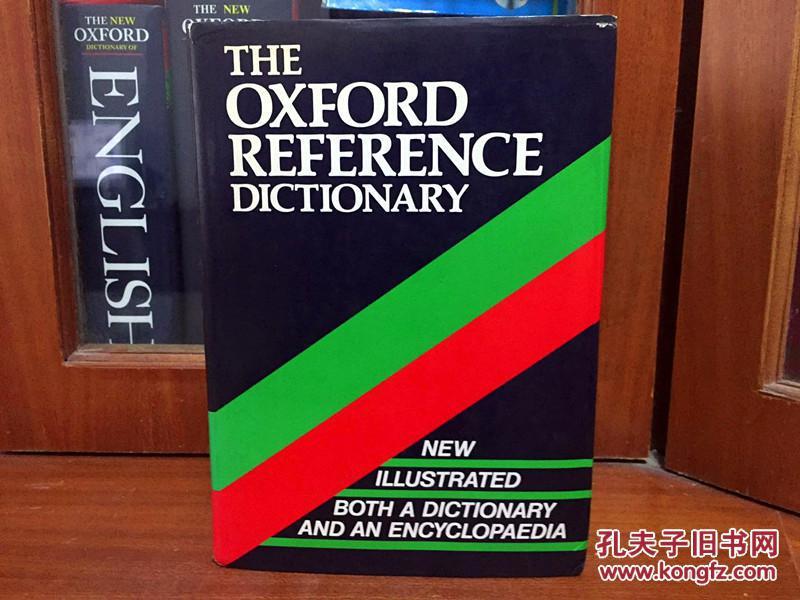 THE NEW
OXFORD
DICTIONARY OF
ENGLISH
THE NEW
OXFORD
THE
OXFORD
REFERENCE
DICTIONARY
NEW
ILLUSTRATED
BOTH A DICTIONARY
AND AN ENCYCLOPAEDIA
孔夫子旧书网
www.kongfz.com